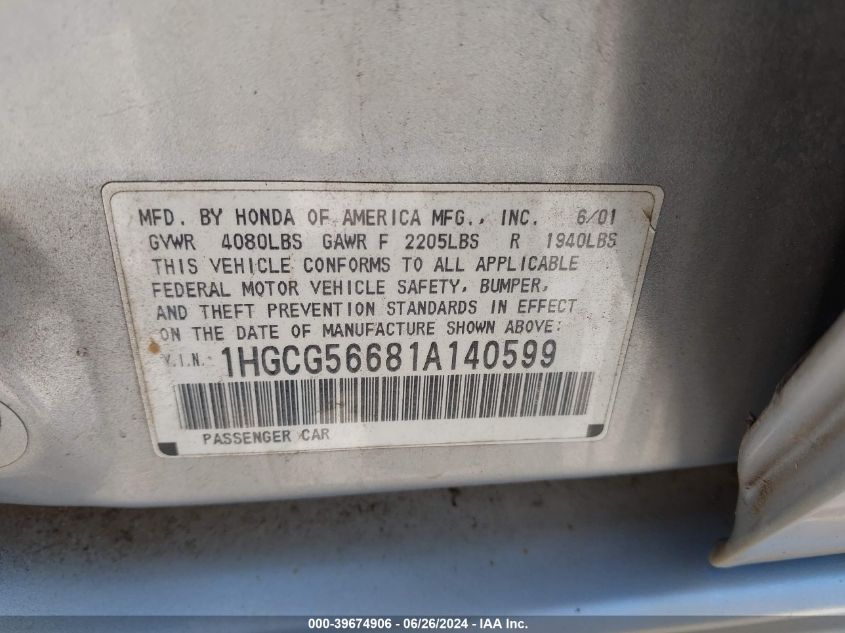 MFD. BY HONDA OF AMERICA MFG., INC. 6/01
GVWR 4080LBS GAWR F 2205LBS R 1940LBS
THIS VEHICLE CONFORMS TO ALL APPLICABLE
FEDERAL MOTOR VEHICLE SAFETY, BUMPER,
AND THEFT PREVENTION STANDARDS IN EFFECT
ON THE DATE OF MANUFACTURE SHOWN ABOVE:
V.I.N.: 1HGCG56681A140599
PASSENGER CAR
000-39674906 - 06/26/2024 - IAA Inc.